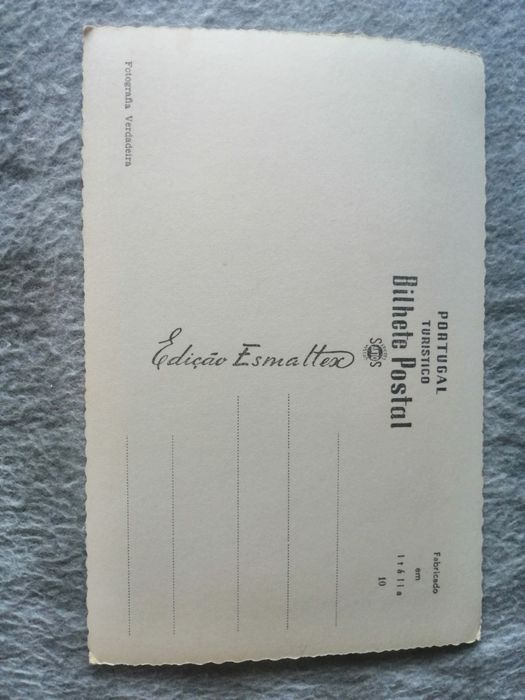 PORTUGAL
TURISTICO
Bilhete Postal
Fabricado
em
Itália
10
Edição Esmaltex
Fotografia Verdadeira